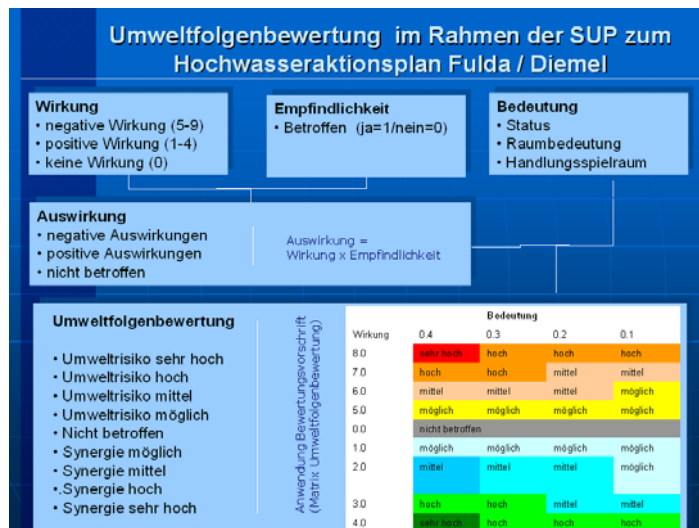 Umweltfolgenbewertung im Rahmen der SUP zum
Hochwasseraktionsplan Fulda / Diemel
Wirkung
• negative Wirkung (5-9)
• positive Wirkung (1-4)
• keine Wirkung (0)
Empfindlichkeit
• Betroffen (ja=1/nein=0)
Bedeutung
• Status
• Raumbedeutung
• Handlungsspielraum
Auswirkung
• negative Auswirkungen
• positive Auswirkungen
• nicht betroffen
Auswirkung =
Wirkung x Empfindlichkeit
Umweltfolgenbewertung
• Umweltrisiko sehr hoch
• Umweltrisiko hoch
• Umweltrisiko mittel
• Umweltrisiko möglich
• Nicht betroffen
• Synergie möglich
• Synergie mittel
•.Synergie hoch
• Synergie sehr hoch
Anwendung Bewertungsvorschrift
(Matrix Umweltfolgenbewertung)
Bedeutung
Wirkung 0.4 0.3 0.2 0.1
8.0 sehr hoch hoch hoch hoch
7.0 hoch hoch mittel mittel
6.0 mittel mittel mittel möglich
5.0 möglich möglich möglich möglich
0.0 nicht betroffen
1.0 möglich möglich möglich möglich
2.0 mittel mittel mittel möglich
3.0 hoch hoch mittel mittel
4.0 sehr hoch hoch hoch hoch